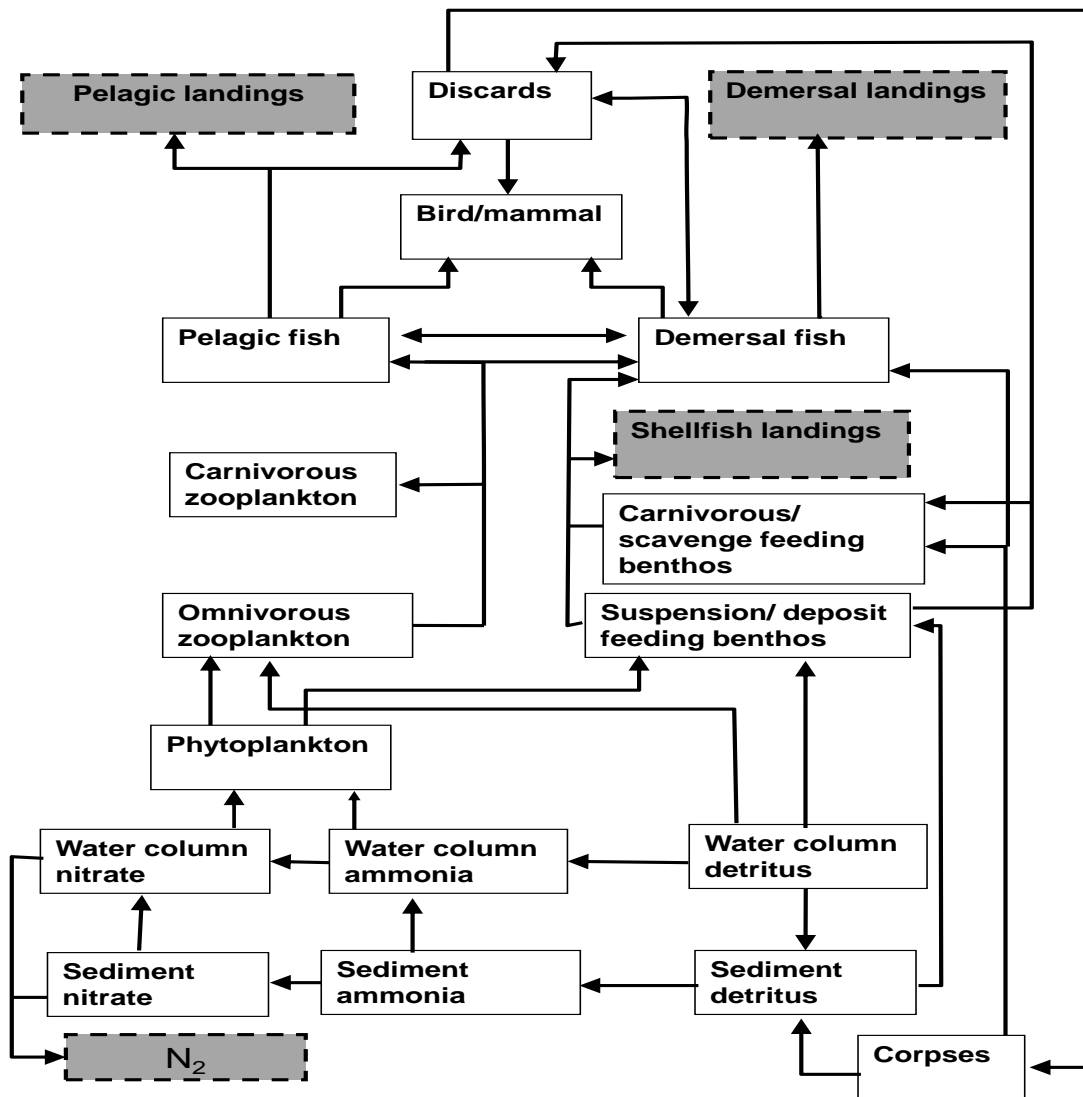 Pelagic landings
Discards
Demersal landings
Bird/mammal
Pelagic fish
Demersal fish
Shellfish landings
Carnivorous
zooplankton
Carnivorous/
scavenge feeding
benthos
Omnivorous
zooplankton
Suspension/ deposit
feeding benthos
Phytoplankton
Water column
nitrate
Water column
ammonia
Water column
detritus
Sediment
nitrate
Sediment
ammonia
Sediment
detritus
N₂
Corpses